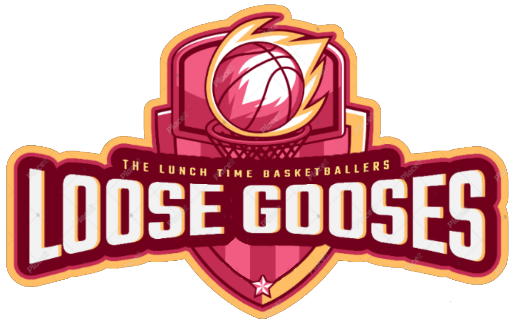 THE LUNCH TIME BASKETBALLERS
LOOSE GOOSES